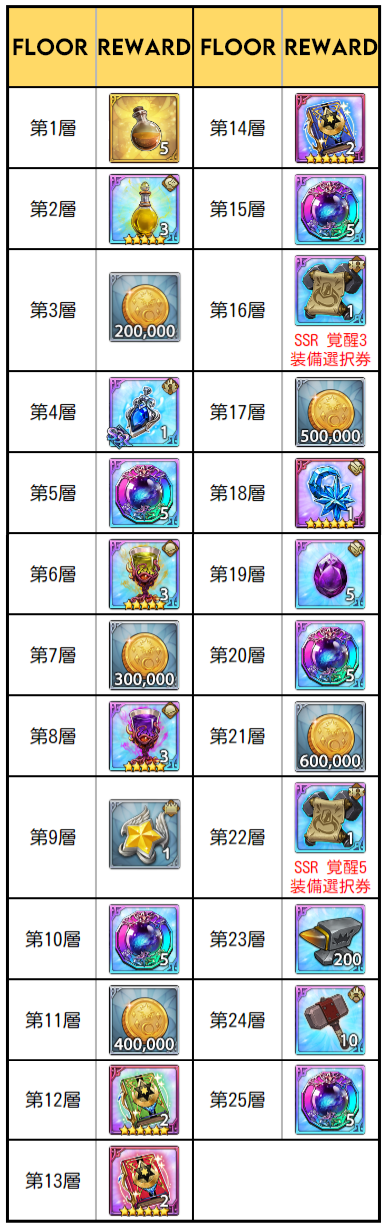 FLOOR REWARD FLOOR REWARD
第1層 5 第14層 2
第2層 3 第15層 5
第3層 200,000 第16層 1
SSR 覚醒3
装備選択券
第4層 1 第17層 500,000
第5層 5 第18層 1
第6層 3 第19層 5
第7層 300,000 第20層 5
第8層 3 第21層 600,000
第9層 1 第22層 1
SSR 覚醒5
装備選択券
第10層 5 第23層 200
第11層 400,000 第24層 10
第12層 2 第25層 5
第13層 2